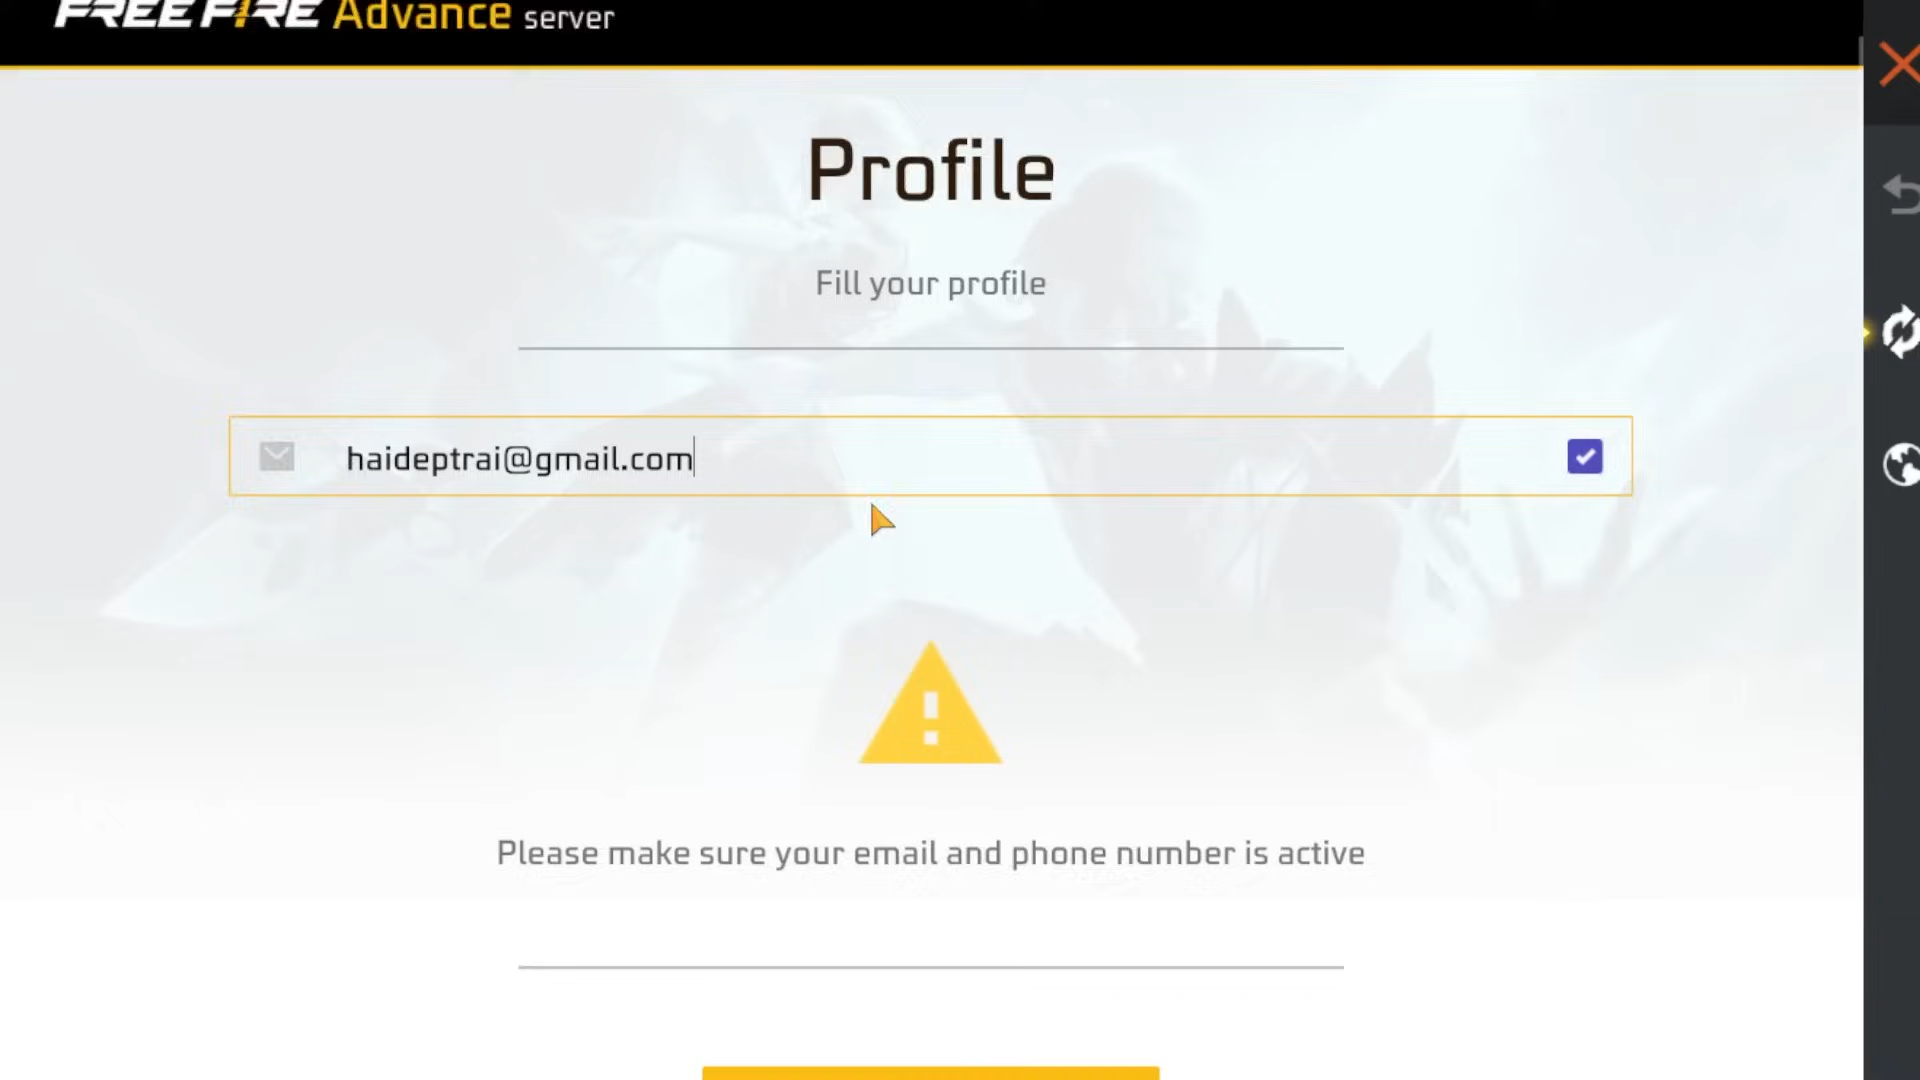 FREE FIRE Advance server
Profile
Fill your profile
haideptrai@gmail.com
Please make sure your email and phone number is active